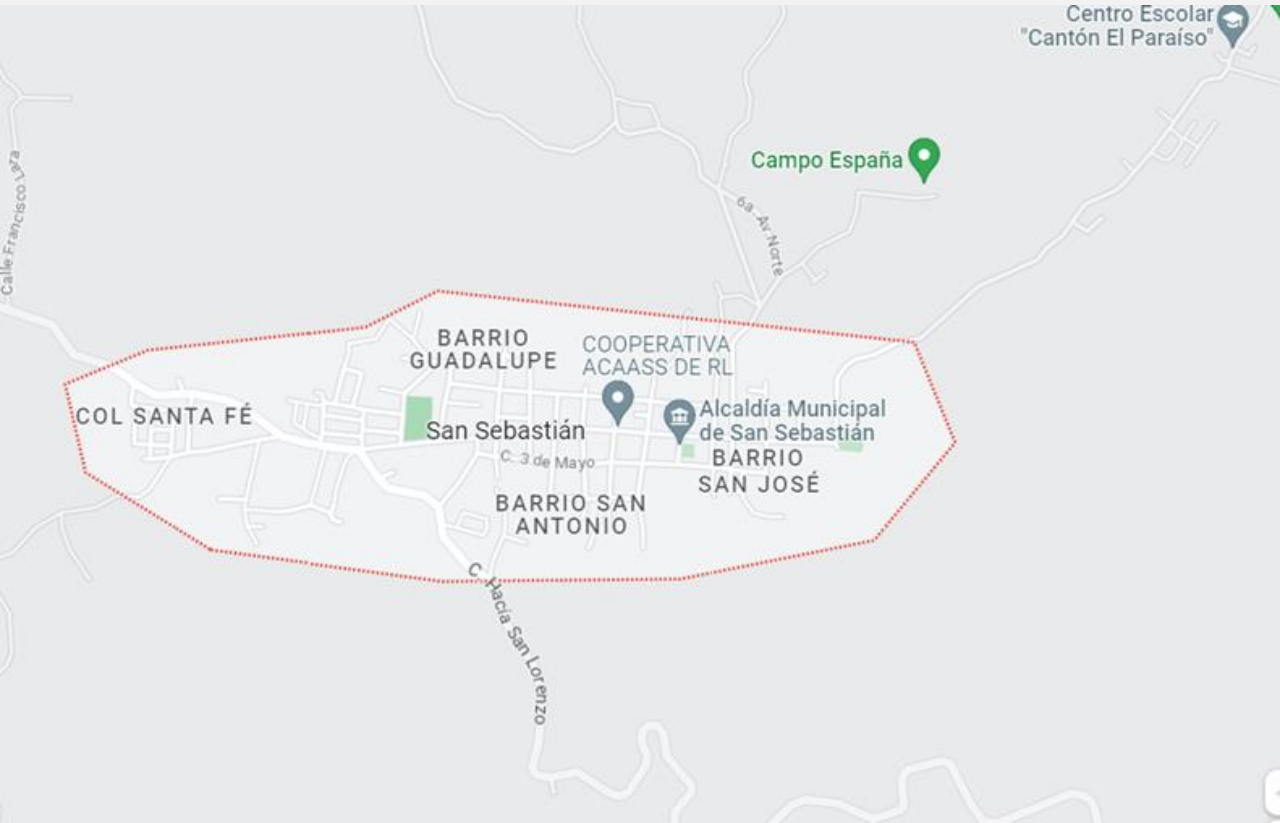 Centro Escolar
"Cantón El Paraíso"
Campo España
Calle Francisco Lara
6a. Av Norte
BARRIO
GUADALUPE
COOPERATIVA
ACAASS DE RL
COL SANTA FÉ
San Sebastián
Alcaldía Municipal
de San Sebastián
C. 3 de Mayo
BARRIO
SAN JOSÉ
BARRIO SAN
ANTONIO
C. Hacía San Lorenzo